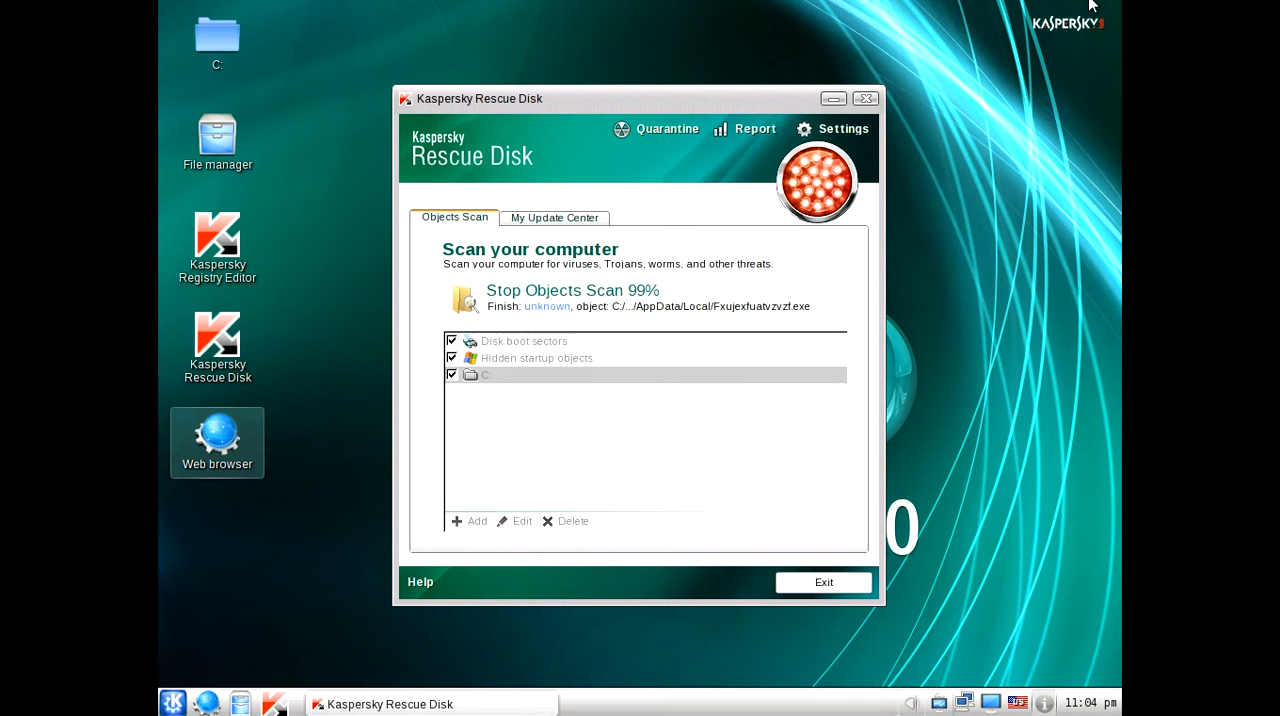 C:
File manager
Kaspersky
Registry Editor
Kaspersky
Rescue Disk
Web browser
KASPERSKY
Kaspersky Rescue Disk
Kaspersky
Rescue Disk
Quarantine
Report
Settings
Objects Scan
My Update Center
Scan your computer
Scan your computer for viruses, Trojans, worms, and other threats.
Stop Objects Scan 99%
Finish: unknown, object: C:/.../AppData/Local/Fxujexfuatvzvzf.exe
Disk boot sectors
Hidden startup objects
C:
Add
Edit
Delete
0
Help
Exit
Kaspersky Rescue Disk
US
11:04 pm